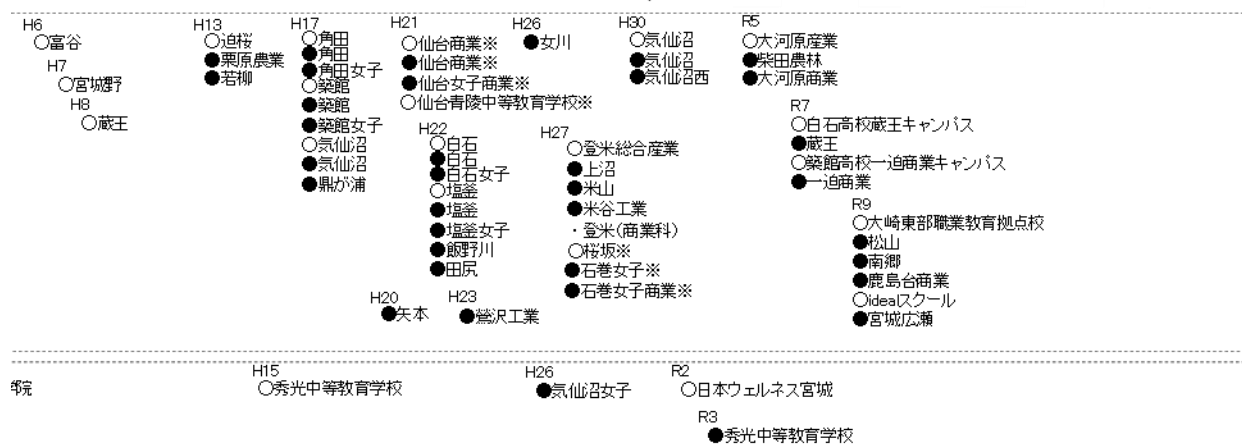 H6
○富谷
H7
○宮城野
H8
○蔵王
H13
○迫桜
●栗原農業
●若柳
H17
○角田
●角田
●角田女子
○築館
●築館
●築館女子
○気仙沼
●気仙沼
●鼎が浦
H21
○仙台商業※
●仙台商業※
●仙台女子商業※
○仙台青陵中等教育学校※
H22
○白石
●白石
●白石女子
○塩釜
●塩釜
●塩釜女子
●飯野川
●田尻
H20
●矢本
H23
●鶯沢工業
H26
●女川
H27
○登米総合産業
●上沼
●米山
●米谷工業
・登米(商業科)
○桜坂※
●石巻女子※
●石巻女子商業※
H30
○気仙沼
●気仙沼
●気仙沼西
R5
○大河原産業
●柴田農林
●大河原商業
R7
○白石高校蔵王キャンパス
●蔵王
○築館高校一迫商業キャンパス
●一迫商業
R9
○大崎東部職業教育拠点校
●松山
●南郷
●鹿島台商業
○idealスクール
●宮城広瀬
院
H15
○秀光中等教育学校
H26
●気仙沼女子
R2
○日本ウェルネス宮城
R3
●秀光中等教育学校